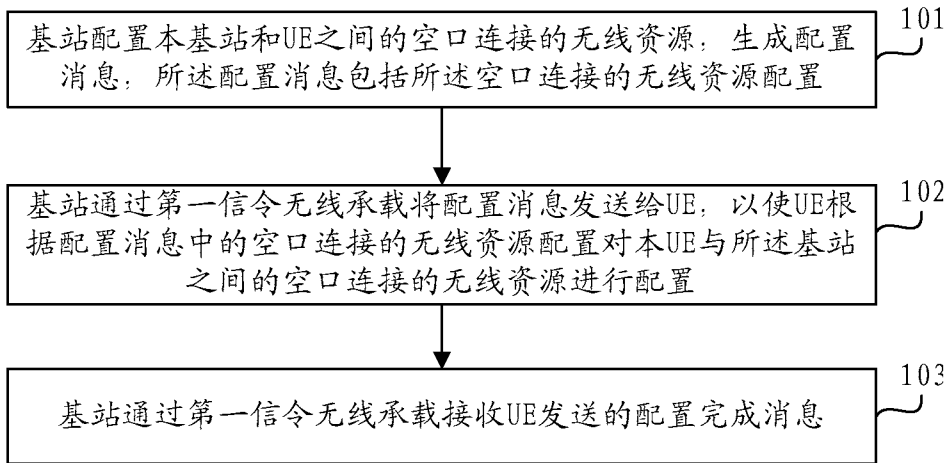 101
基站配置本基站和UE之间的空口连接的无线资源，生成配置
消息；所述配置消息包括所述空口连接的无线资源配置
102
基站通过第一信令无线承载将配置消息发送给UE，以使UE根
据配置消息中的空口连接的无线资源配置对本UE与所述基站
之间的空口连接的无线资源进行配置
103
基站通过第一信令无线承载接收UE发送的配置完成消息